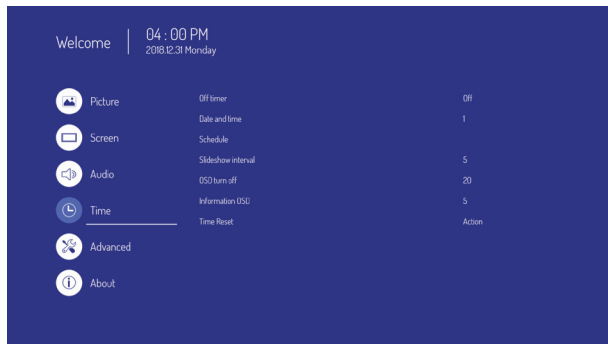 Welcome
04 : 00 PM
2018.12.31 Monday
Picture
Screen
Audio
Time
Advanced
About
Off timer Off
Date and time 1
Schedule
Slideshow interval 5
OSD turn off 20
Information OSD 5
Time Reset Action